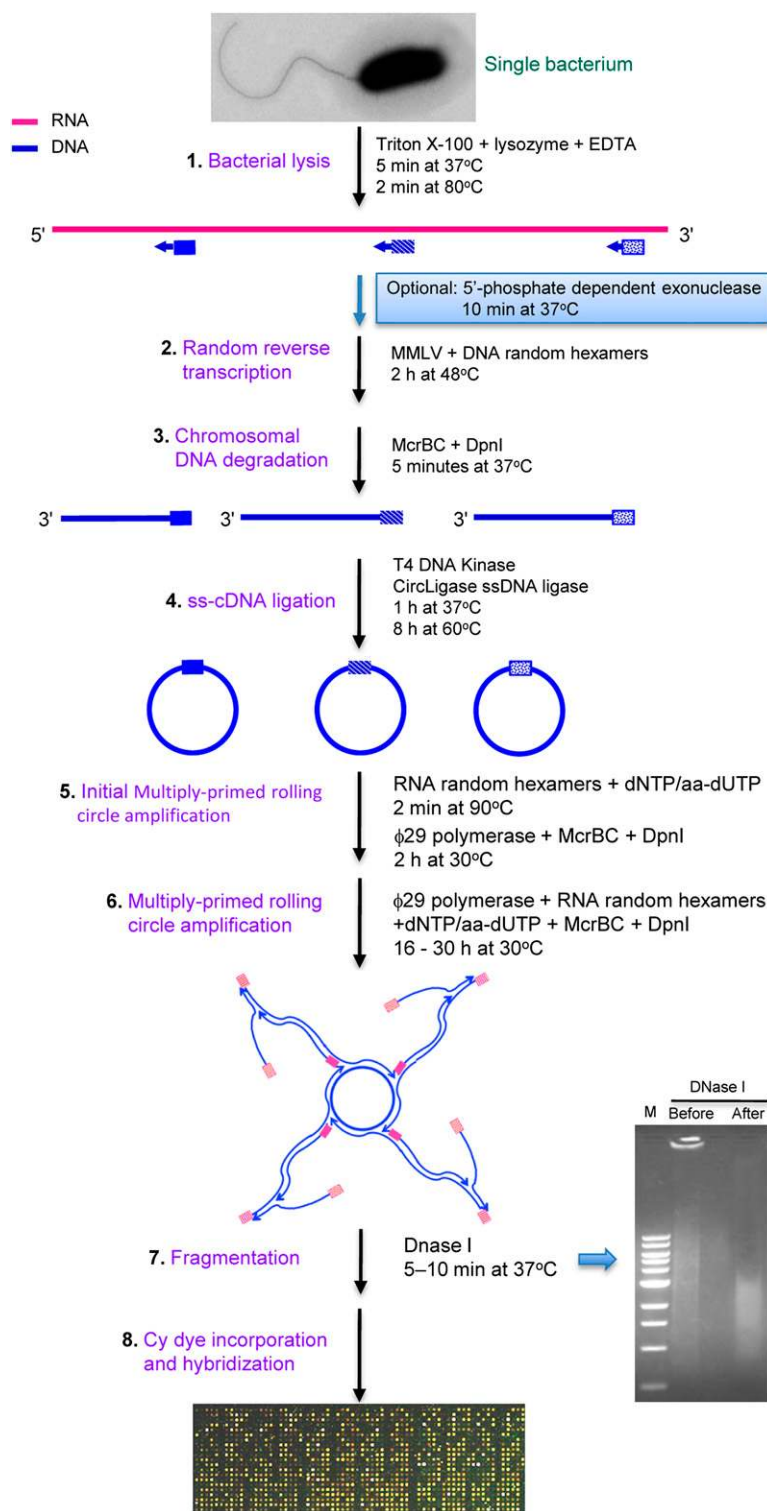 Single bacterium
RNA
DNA
1. Bacterial lysis
Triton X-100 + lysozyme + EDTA
5 min at 37°C
2 min at 80°C
5'
3'
Optional: 5’-phosphate dependent exonuclease
10 min at 37°C
2. Random reverse
transcription
MMLV + DNA random hexamers
2 h at 48°C
3. Chromosomal
DNA degradation
McrBC + DpnI
5 minutes at 37°C
3'
3'
3'
4. ss-cDNA ligation
T4 DNA Kinase
CircLigase ssDNA ligase
1 h at 37°C
8 h at 60°C
5. Initial Multiply-primed rolling
circle amplification
RNA random hexamers + dNTP/aa-dUTP
2 min at 90°C
ϕ29 polymerase + McrBC + DpnI
2 h at 30°C
6. Multiply-primed rolling
circle amplification
ϕ29 polymerase + RNA random hexamers
+dNTP/aa-dUTP + McrBC + DpnI
16 - 30 h at 30°C
DNase I
M Before After
7. Fragmentation
Dnase I
5–10 min at 37°C
8. Cy dye incorporation
and hybridization